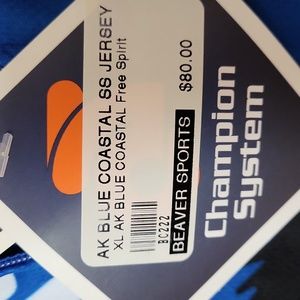 AK BLUE COASTAL SS JERSEY
XL AK BLUE COASTAL Free Spirit
BC222
$80.00
BEAVER SPORTS
Champion
System